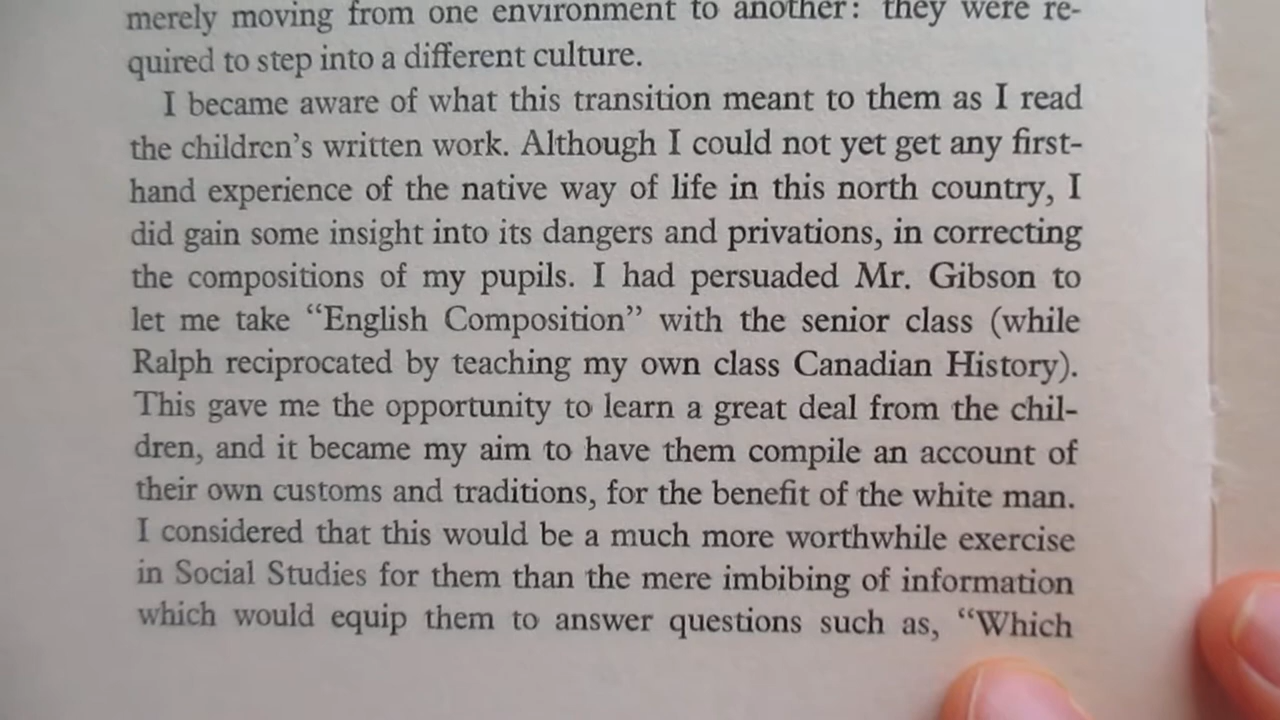 merely moving from one environment to another: they were re-
quired to step into a different culture.
I became aware of what this transition meant to them as I read
the children's written work. Although I could not yet get any first-
hand experience of the native way of life in this north country, I
did gain some insight into its dangers and privations, in correcting
the compositions of my pupils. I had persuaded Mr. Gibson to
let me take “English Composition” with the senior class (while
Ralph reciprocated by teaching my own class Canadian History).
This gave me the opportunity to learn a great deal from the chil-
dren, and it became my aim to have them compile an account of
their own customs and traditions, for the benefit of the white man.
I considered that this would be a much more worthwhile exercise
in Social Studies for them than the mere imbibing of information
which would equip them to answer questions such as, “Which